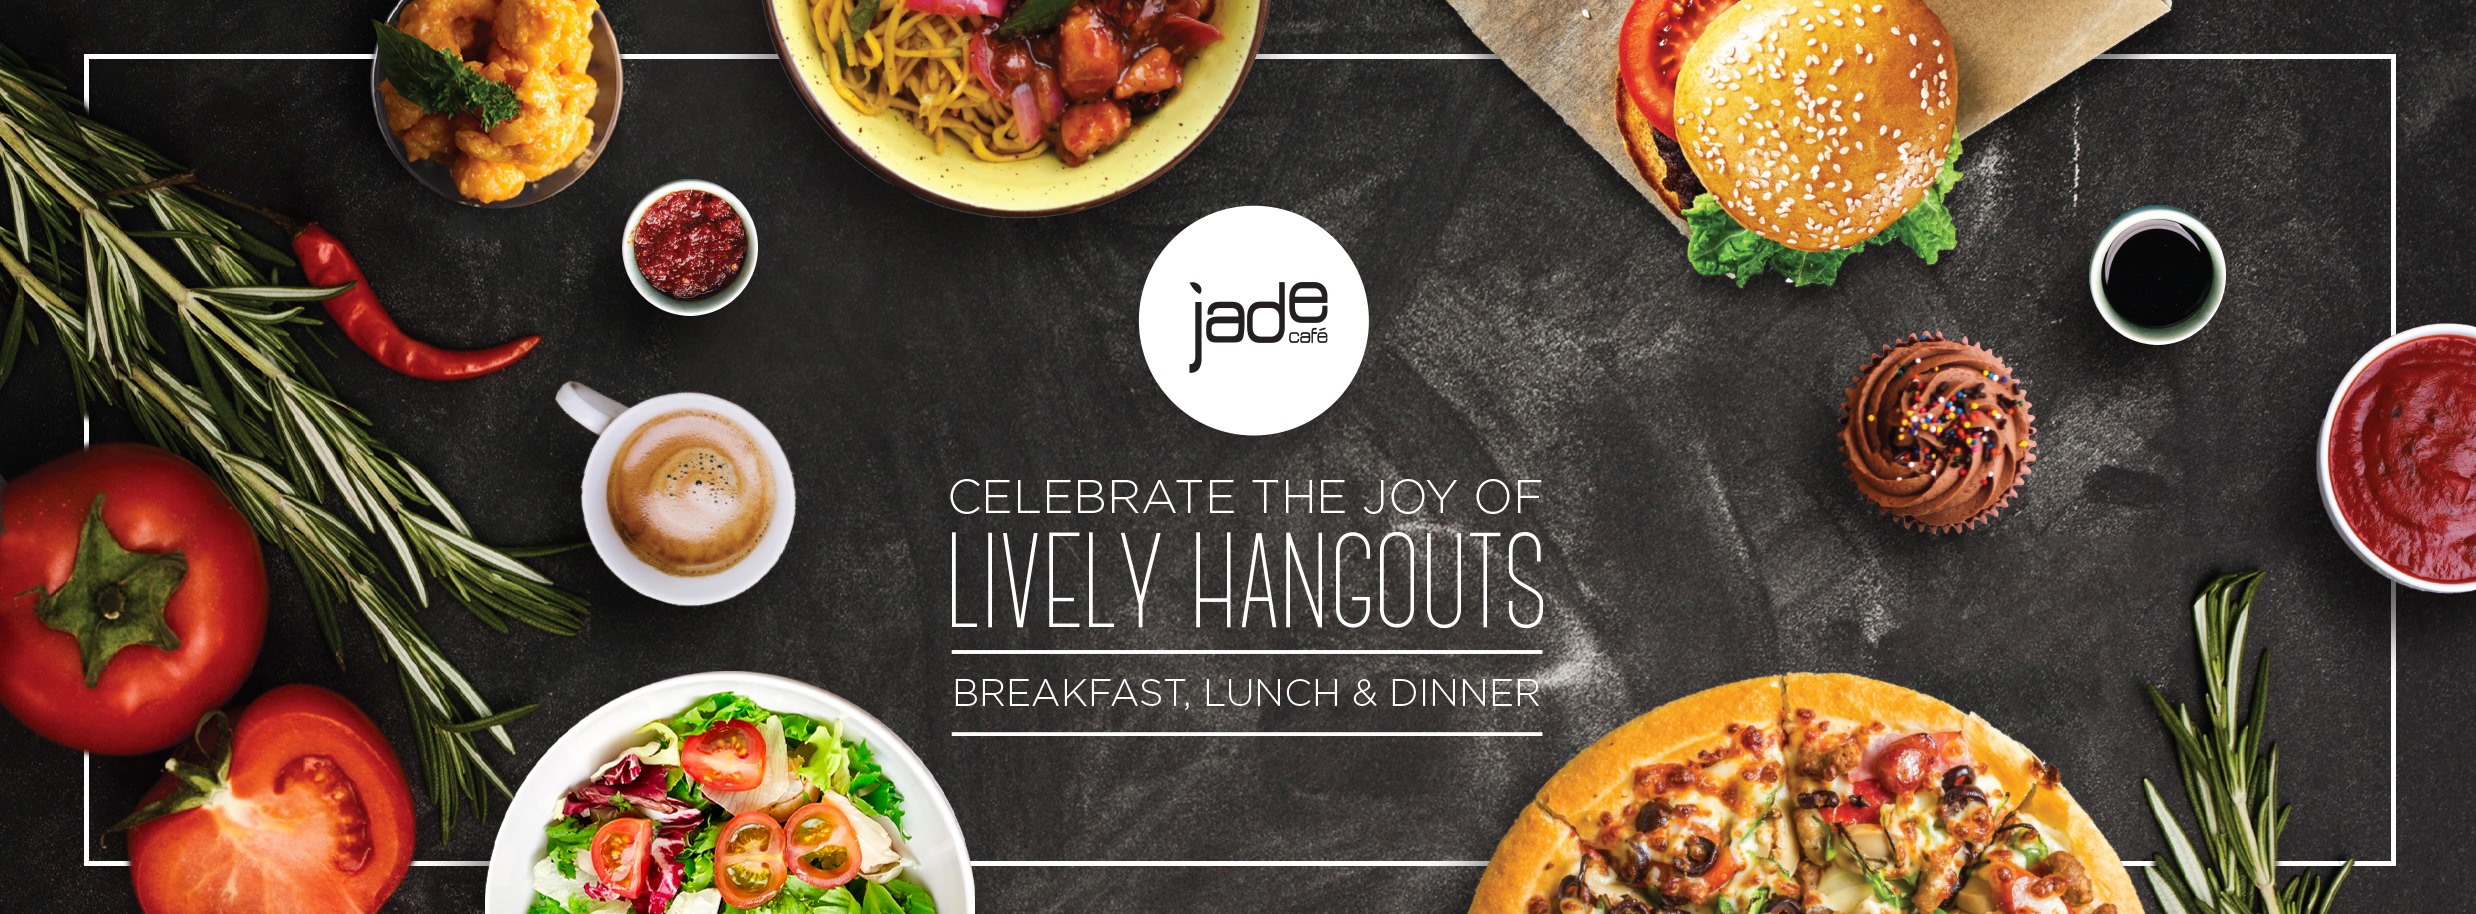 jade
café
CELEBRATE THE JOY OF
LIVELY HANGOUTS
BREAKFAST, LUNCH & DINNER